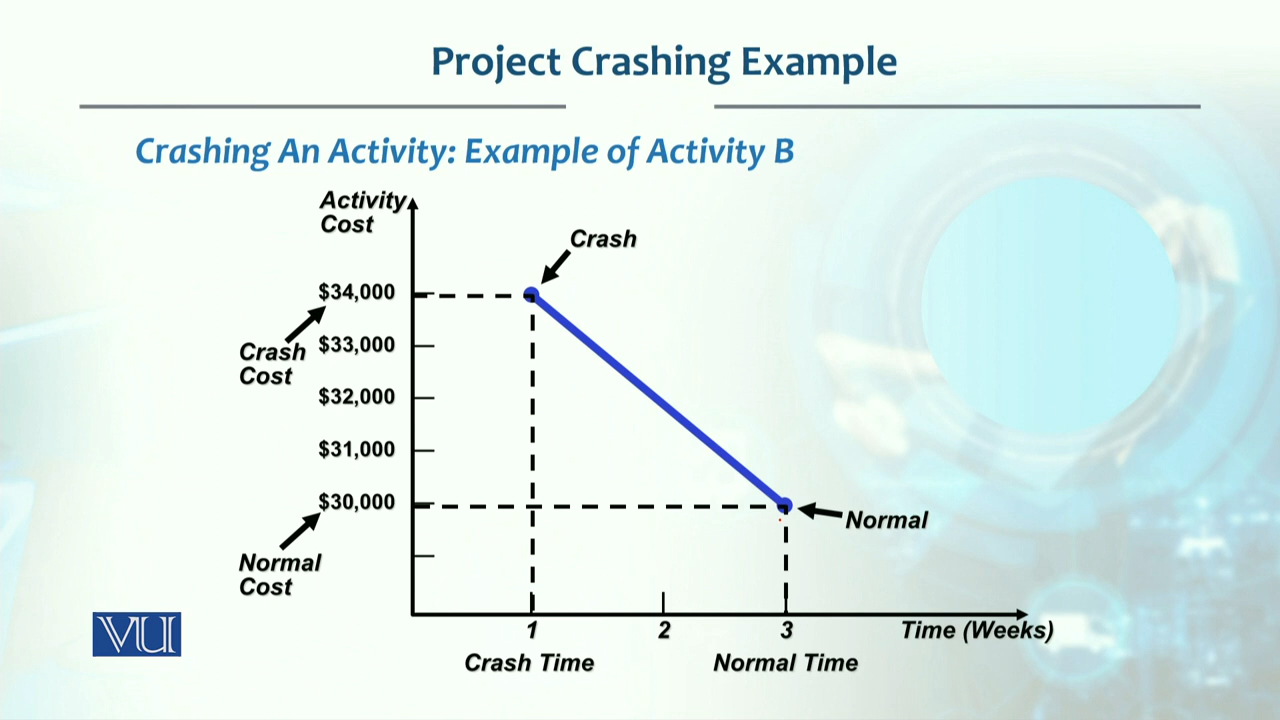 Project Crashing Example
Crashing An Activity: Example of Activity B
Activity
Cost
Crash
$34,000
$33,000
Crash
Cost
$32,000
$31,000
$30,000
Normal
Normal
Cost
VU
1
2
3
Time (Weeks)
Crash Time
Normal Time